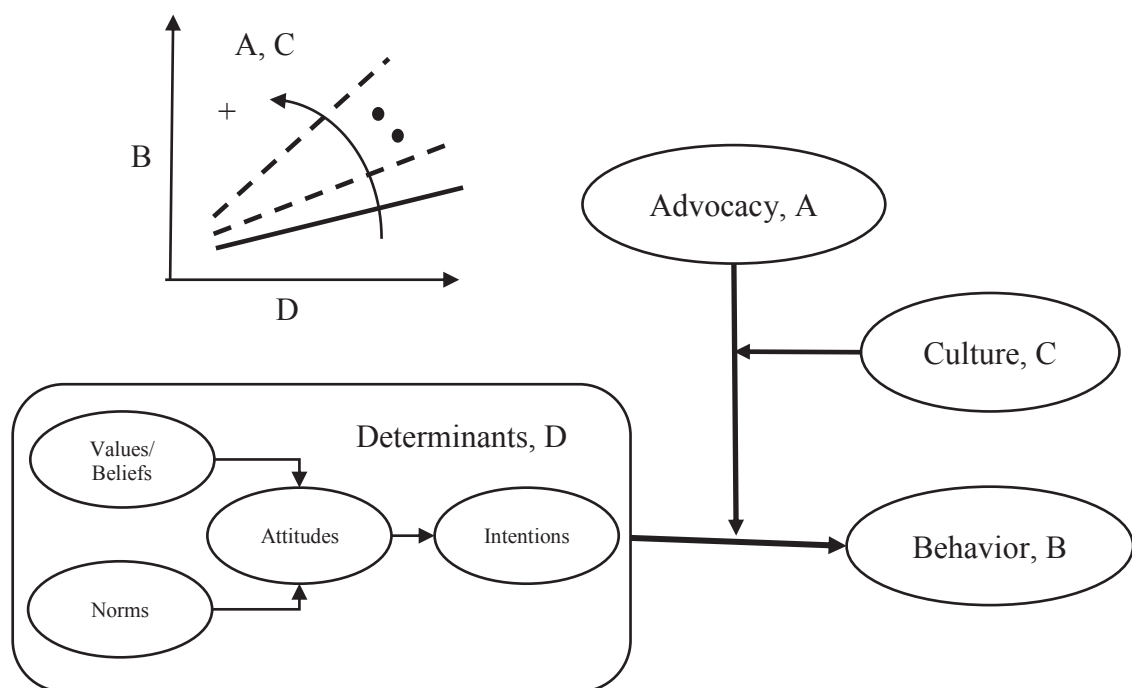 A, C
+
B
D
Advocacy, A
Culture, C
Determinants, D
Values/
Beliefs
Attitudes
Intentions
Norms
Behavior, B